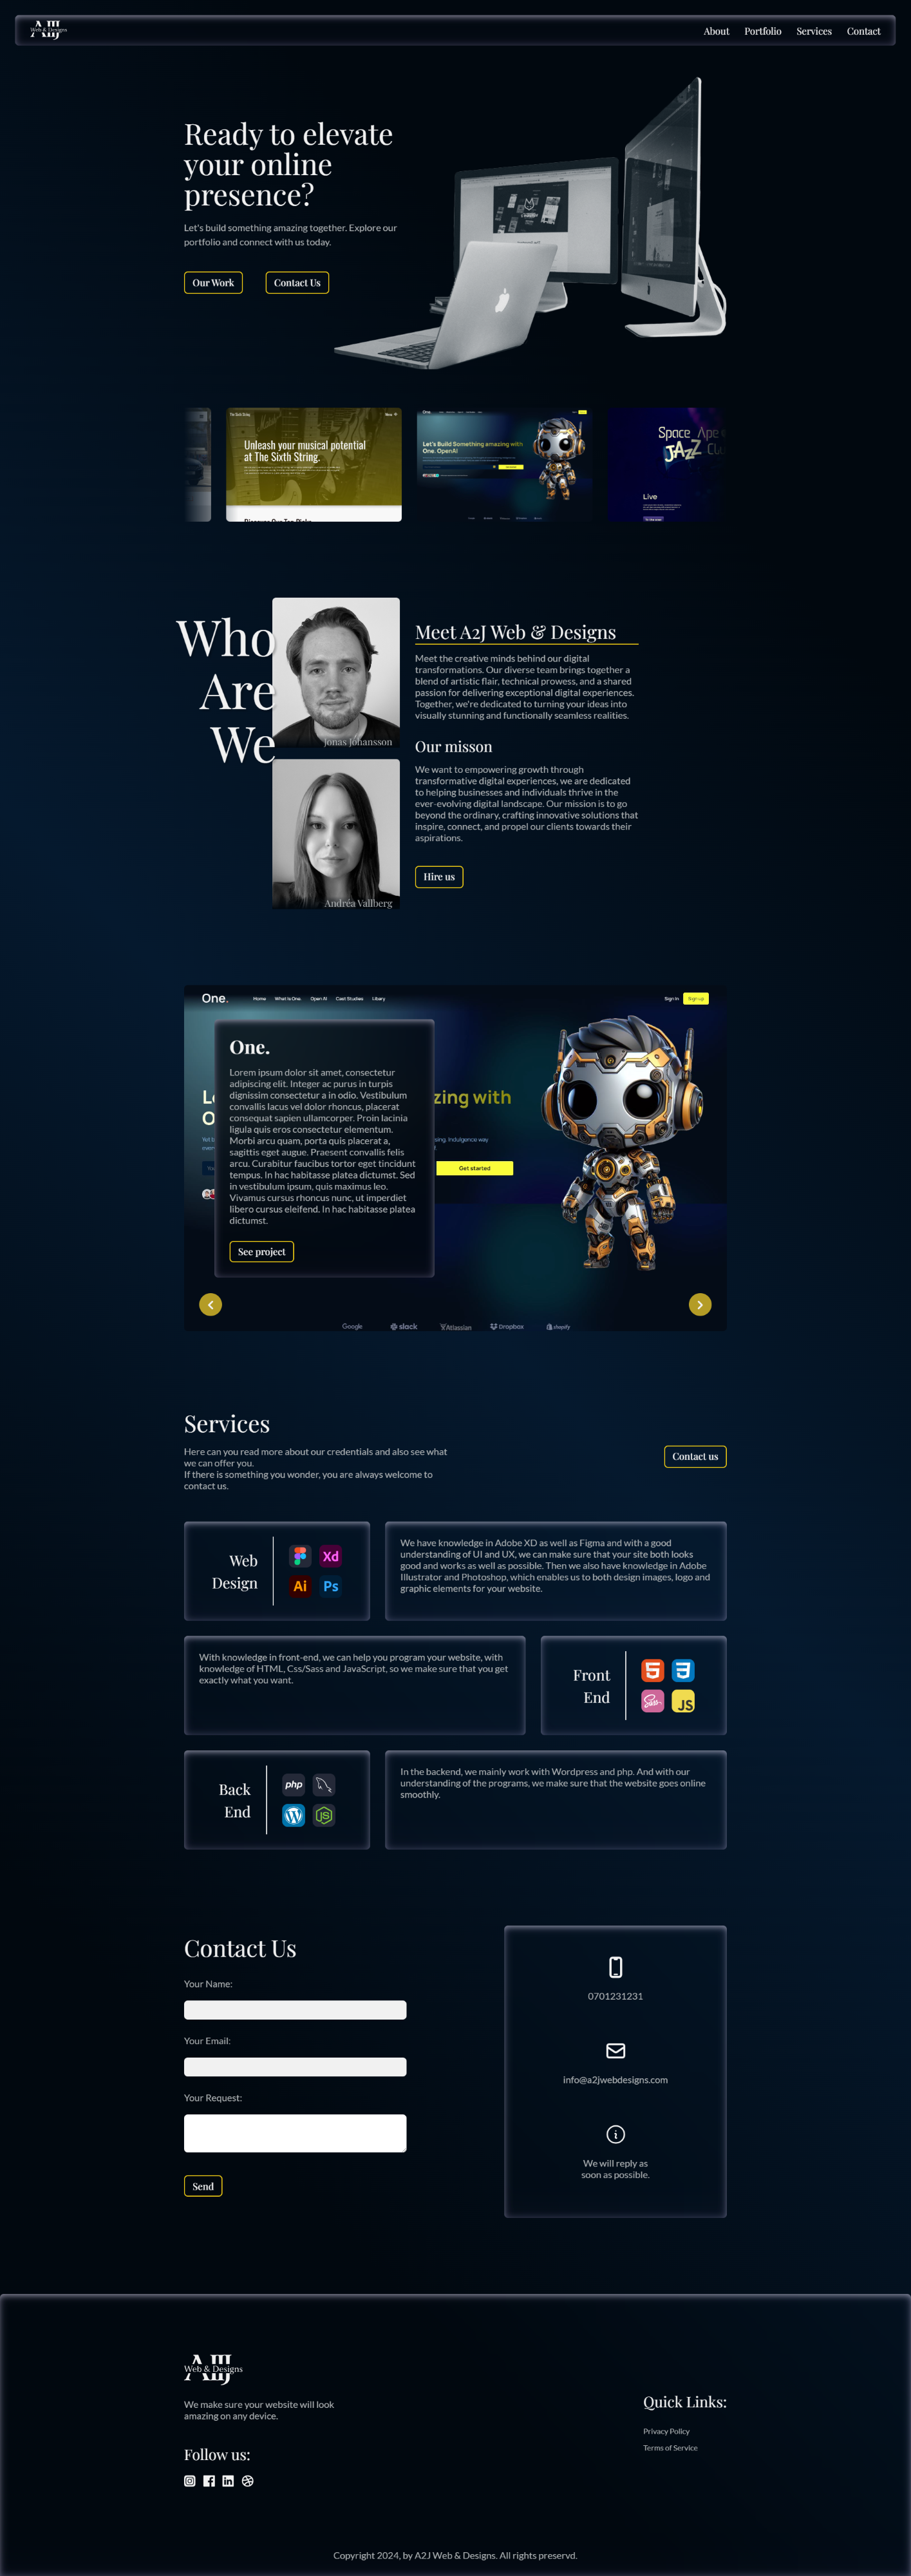 A2J
Web & Designs
About Portfolio Services Contact
Ready to elevate
your online
presence?
Let's build something amazing together. Explore our
portfolio and connect with us today.
Our Work Contact Us
The Sixth String
Menu
Unleash your musical potential
at The Sixth String.
Discover Our Top Picks
One.
Let's Build Something amazing with
One. OpenAI
Space Ape
JAZZ Clu
Live
Who
Are
We
Jonas Johansson
Andréa Vallberg
Meet A2J Web & Designs
Meet the creative minds behind our digital
transformations. Our diverse team brings together a
blend of artistic flair, technical prowess, and a shared
passion for delivering exceptional digital experiences.
Together, we're dedicated to turning your ideas into
visually stunning and functionally seamless realities.
Our misson
We want to empowering growth through
transformative digital experiences, we are dedicated
to helping businesses and individuals thrive in the
ever-evolving digital landscape. Our mission is to go
beyond the ordinary, crafting innovative solutions that
inspire, connect, and propel our clients towards their
aspirations.
Hire us
One.
Home What Is One. Open AI Cast Studies Libary
Sign in Sign up
One.
Lorem ipsum dolor sit amet, consectetur
adipiscing elit. Integer ac purus in turpis
dignissim consectetur a in odio. Vestibulum
convallis lacus vel dolor rhoncus, placerat
consequat sapien ullamcorper. Proin lacinia
ligula quis eros consectetur elementum.
Morbi arcu quam, porta quis placerat a,
sagittis eget augue. Praesent convallis felis
arcu. Curabitur faucibus tortor eget tincidunt
tempus. In hac habitasse platea dictumst. Sed
in vestibulum ipsum, quis maximus leo.
Vivamus cursus rhoncus nunc, ut imperdiet
libero cursus eleifend. In hac habitasse platea
dictumst.
See project
zing with
sing. Indulgence way
Get started
Google slack Atlassian Dropbox shopify
Services
Here can you read more about our credentials and also see what
we can offer you.
If there is something you wonder, you are always welcome to
contact us.
Contact us
Web
Design
Xd
Ai Ps
We have knowledge in Adobe XD as well as Figma and with a good
understanding of UI and UX, we can make sure that your site both looks
good and works as well as possible. Then we also have knowledge in Adobe
Illustrator and Photoshop, which enables us to both design images, logo and
graphic elements for your website.
With knowledge in front-end, we can help you program your website, with
knowledge of HTML, Css/Sass and JavaScript, so we make sure that you get
exactly what you want.
Front
End
5 3
Sass JS
Back
End
php
JS
In the backend, we mainly work with Wordpress and php. And with our
understanding of the programs, we make sure that the website goes online
smoothly.
Contact Us
Your Name:
Your Email:
Your Request:
Send
0701231231
info@a2jwebdesigns.com
We will reply as
soon as possible.
A2J
Web & Designs
We make sure your website will look
amazing on any device.
Follow us:
Quick Links:
Privacy Policy
Terms of Service
Copyright 2024, by A2J Web & Designs. All rights preservd.